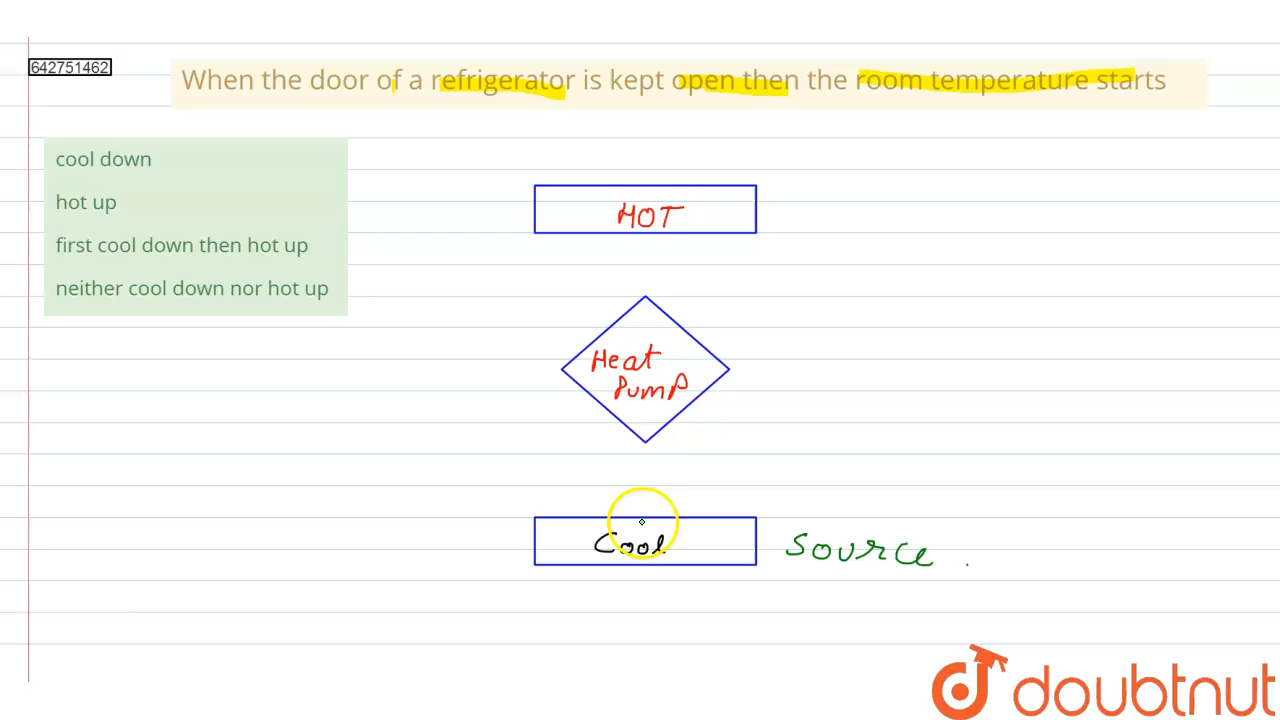 642751462
When the door of a refrigerator is kept open then the room temperature starts
cool down
hot up
first cool down then hot up
neither cool down nor hot up
HOT
Heat
PumP
Cool
Source .
doubtnut